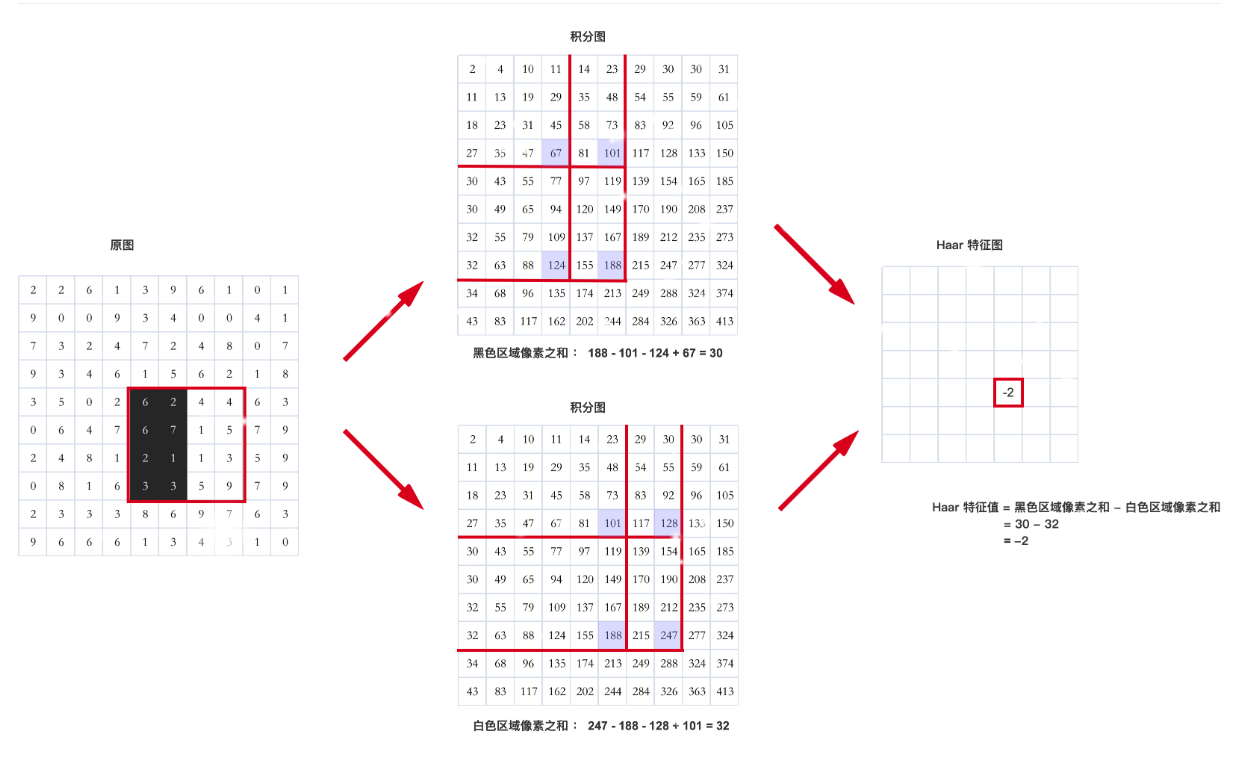 积分图
2 4 10 11 14 23 29 30 30 31
11 13 19 29 35 48 54 55 59 61
18 23 31 45 58 73 83 92 96 105
27 35 47 67 81 101 117 128 133 150
30 43 55 77 97 119 139 154 165 185
30 49 65 94 120 149 170 190 208 237
32 55 79 109 137 167 189 212 235 273
32 63 88 124 155 188 215 247 277 324
34 68 96 135 174 213 249 288 324 374
43 83 117 162 202 244 284 326 363 413
黑色区域像素之和： 188 - 101 - 124 + 67 = 30
原图
2 2 6 1 3 9 6 1 0 1
9 0 0 9 3 4 0 0 4 1
7 3 2 4 7 2 4 8 0 7
9 3 4 6 1 5 6 2 1 8
3 5 0 2 6 2 4 4 6 3
0 6 4 7 6 7 1 5 7 9
2 4 8 1 2 1 1 3 5 9
0 8 1 6 3 3 5 9 7 9
2 3 3 3 8 6 9 7 6 3
9 6 6 6 1 3 4 3 1 0
积分图
2 4 10 11 14 23 29 30 30 31
11 13 19 29 35 48 54 55 59 61
18 23 31 45 58 73 83 92 96 105
27 35 47 67 81 101 117 128 133 150
30 43 55 77 97 119 139 154 165 185
30 49 65 94 120 149 170 190 208 237
32 55 79 109 137 167 189 212 235 273
32 63 88 124 155 188 215 247 277 324
34 68 96 135 174 213 249 288 324 374
43 83 117 162 202 244 284 326 363 413
白色区域像素之和： 247 - 188 - 128 + 101 = 32
Haar 特征图
-2
Haar 特征值 = 黑色区域像素之和 - 白色区域像素之和
= 30 - 32
= -2